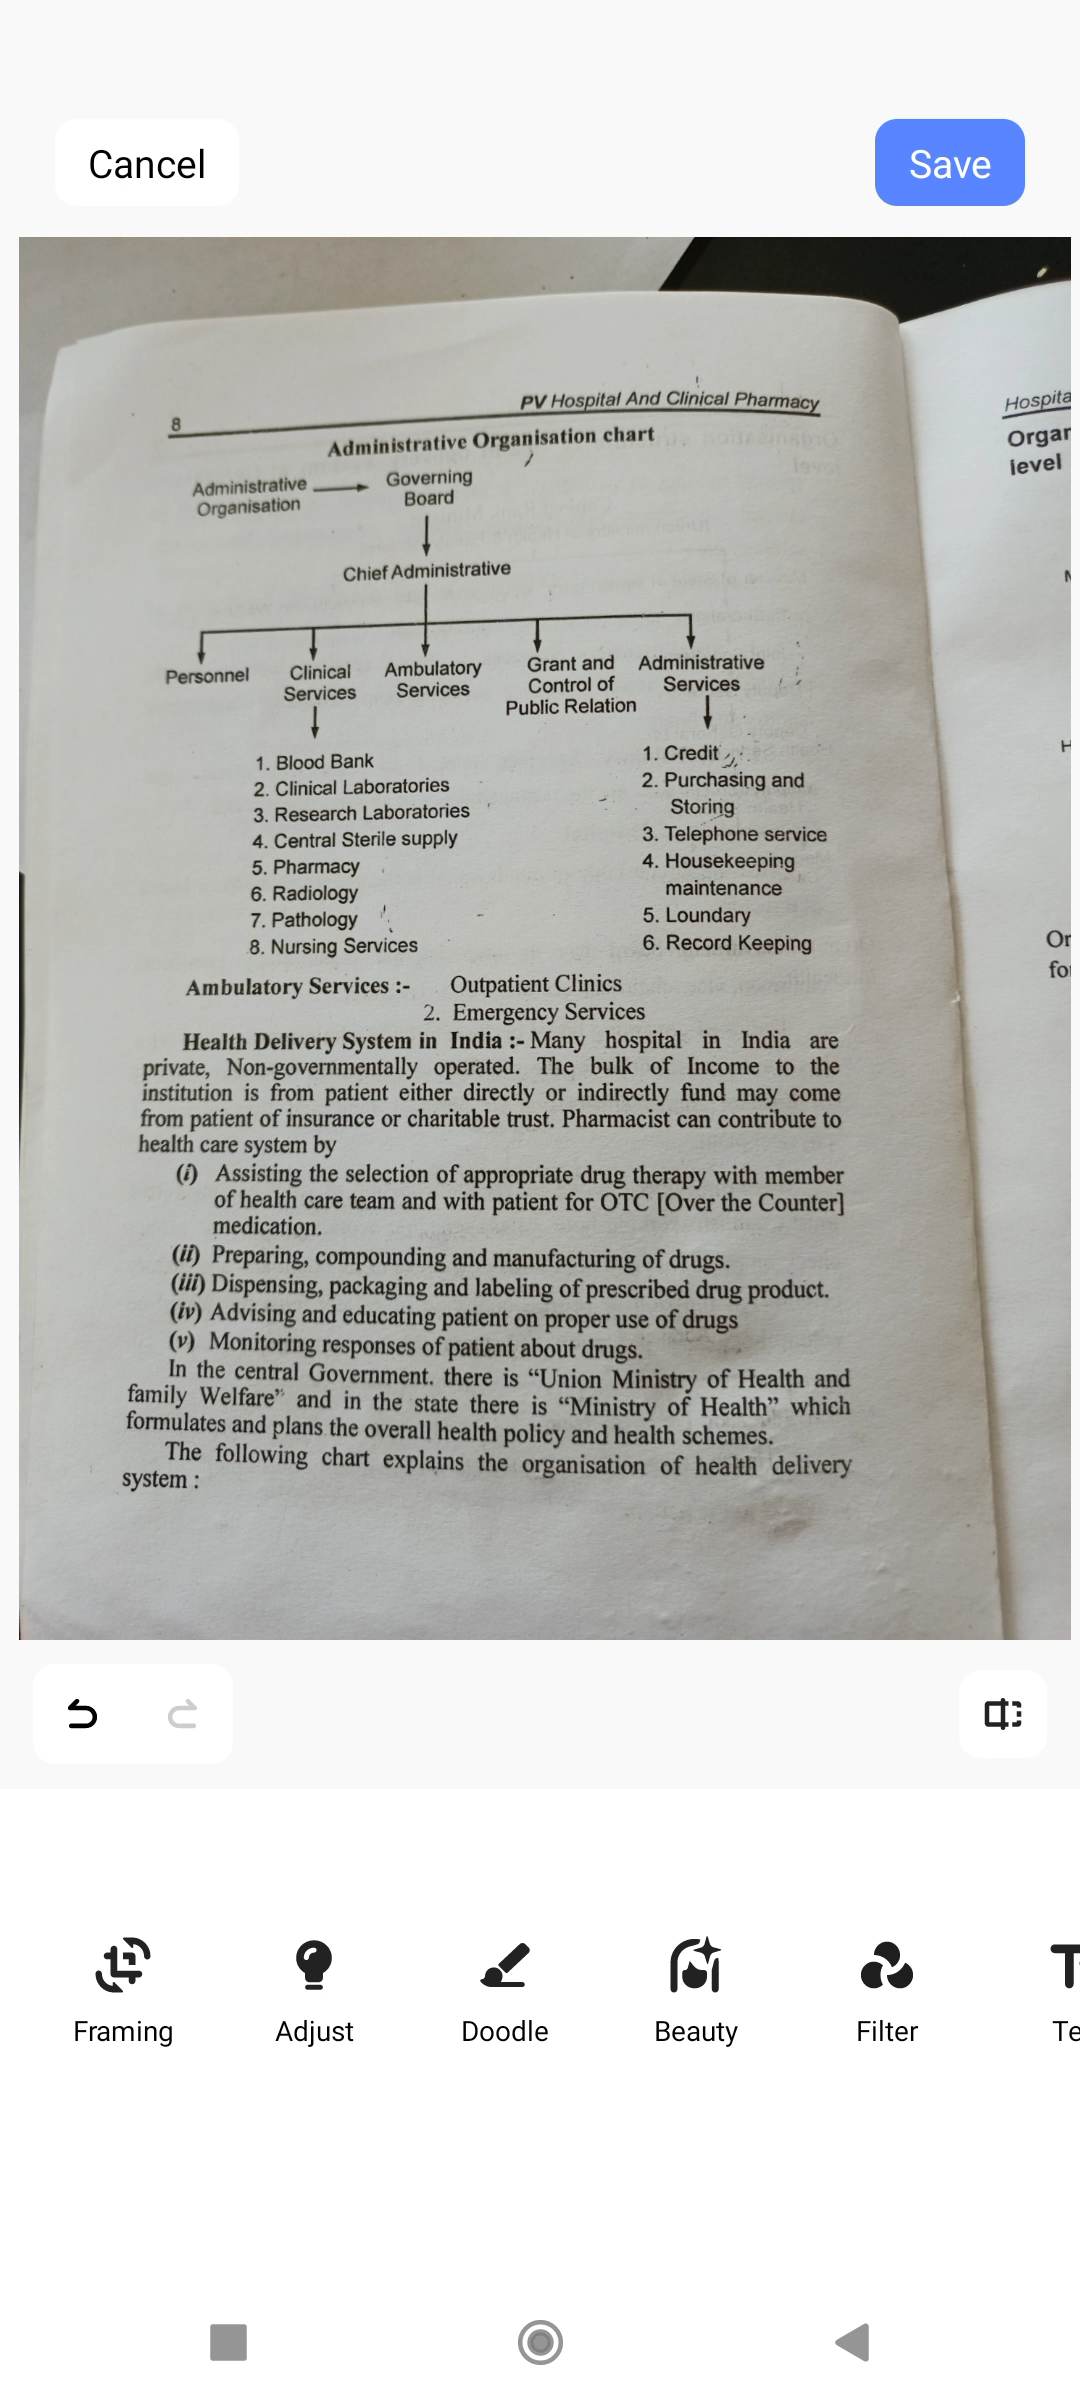 Cancel
Save
8
PV Hospital And Clinical Pharmacy
Administrative Organisation chart
Administrative
Organisation
Governing
Board
Chief Administrative
Personnel
Clinical
Services
Ambulatory
Services
Grant and
Control of
Public Relation
Administrative
Services
1. Blood Bank
2. Clinical Laboratories
3. Research Laboratories
4. Central Sterile supply
5. Pharmacy
6. Radiology
7. Pathology
8. Nursing Services
1. Credit
2. Purchasing and
Storing
3. Telephone service
4. Housekeeping
maintenance
5. Loundary
6. Record Keeping
Ambulatory Services :- Outpatient Clinics
2. Emergency Services
Health Delivery System in India :- Many hospital in India are
private, Non-governmentally operated. The bulk of Income to the
institution is from patient either directly or indirectly fund may come
from patient of insurance or charitable trust. Pharmacist can contribute to
health care system by
(i) Assisting the selection of appropriate drug therapy with member
of health care team and with patient for OTC [Over the Counter]
medication.
(ii) Preparing, compounding and manufacturing of drugs.
(iii) Dispensing, packaging and labeling of prescribed drug product.
(iv) Advising and educating patient on proper use of drugs
(v) Monitoring responses of patient about drugs.
In the central Government. there is “Union Ministry of Health and
family Welfare” and in the state there is “Ministry of Health” which
formulates and plans the overall health policy and health schemes.
The following chart explains the organisation of health delivery
system :
level
Framing
Adjust
Doodle
Beauty
Filter